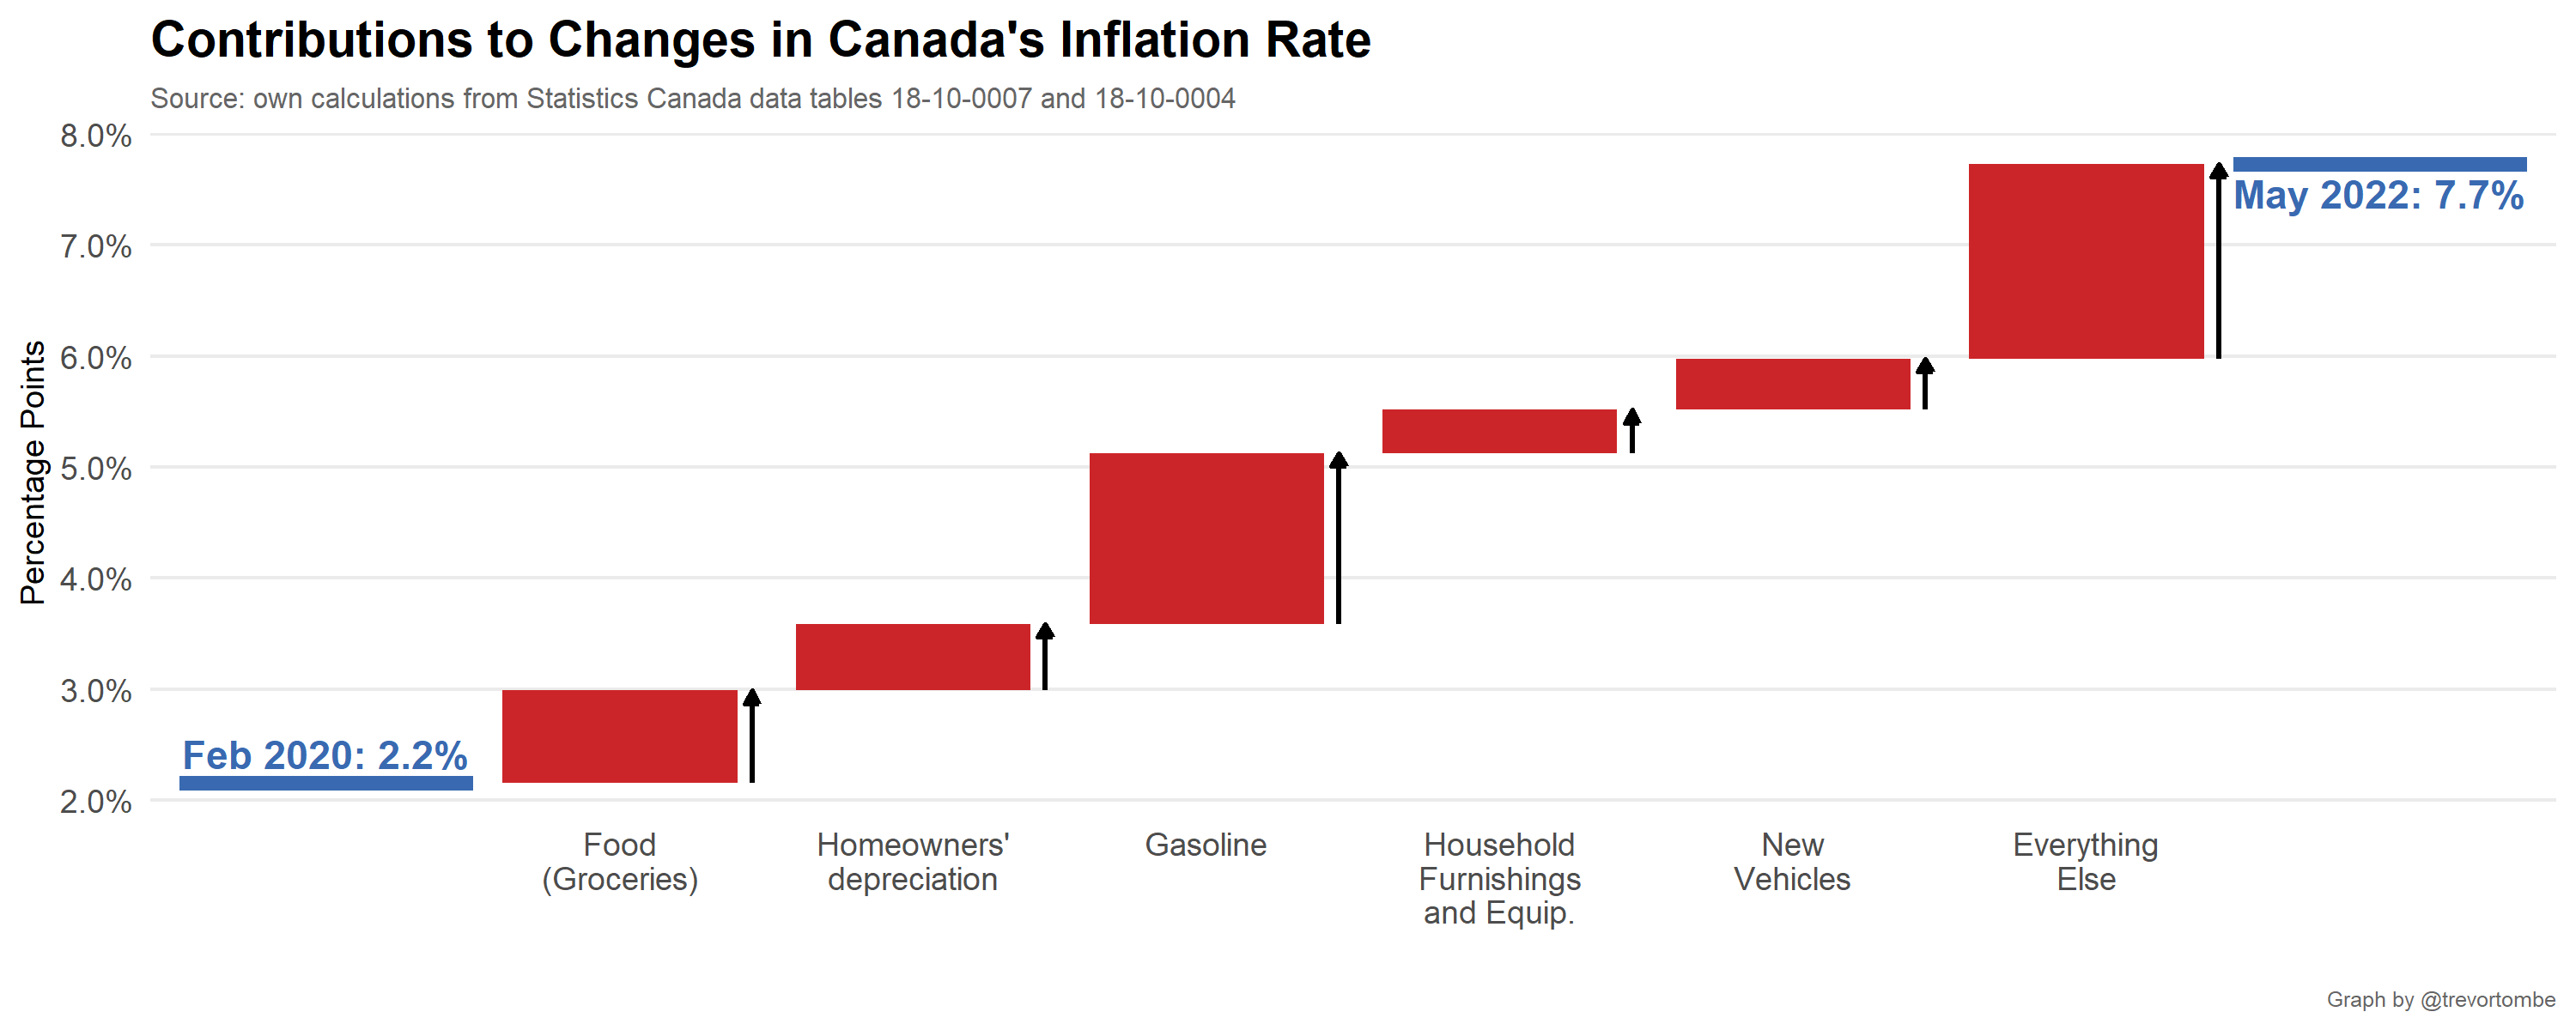 Contributions to Changes in Canada's Inflation Rate
Source: own calculations from Statistics Canada data tables 18-10-0007 and 18-10-0004
Percentage Points
8.0%
7.0%
6.0%
5.0%
4.0%
3.0%
2.0%
May 2022: 7.7%
Feb 2020: 2.2%
Food
(Groceries)
Homeowners'
depreciation
Gasoline
Household
Furnishings
and Equip.
New
Vehicles
Everything
Else
Graph by @trevortombe